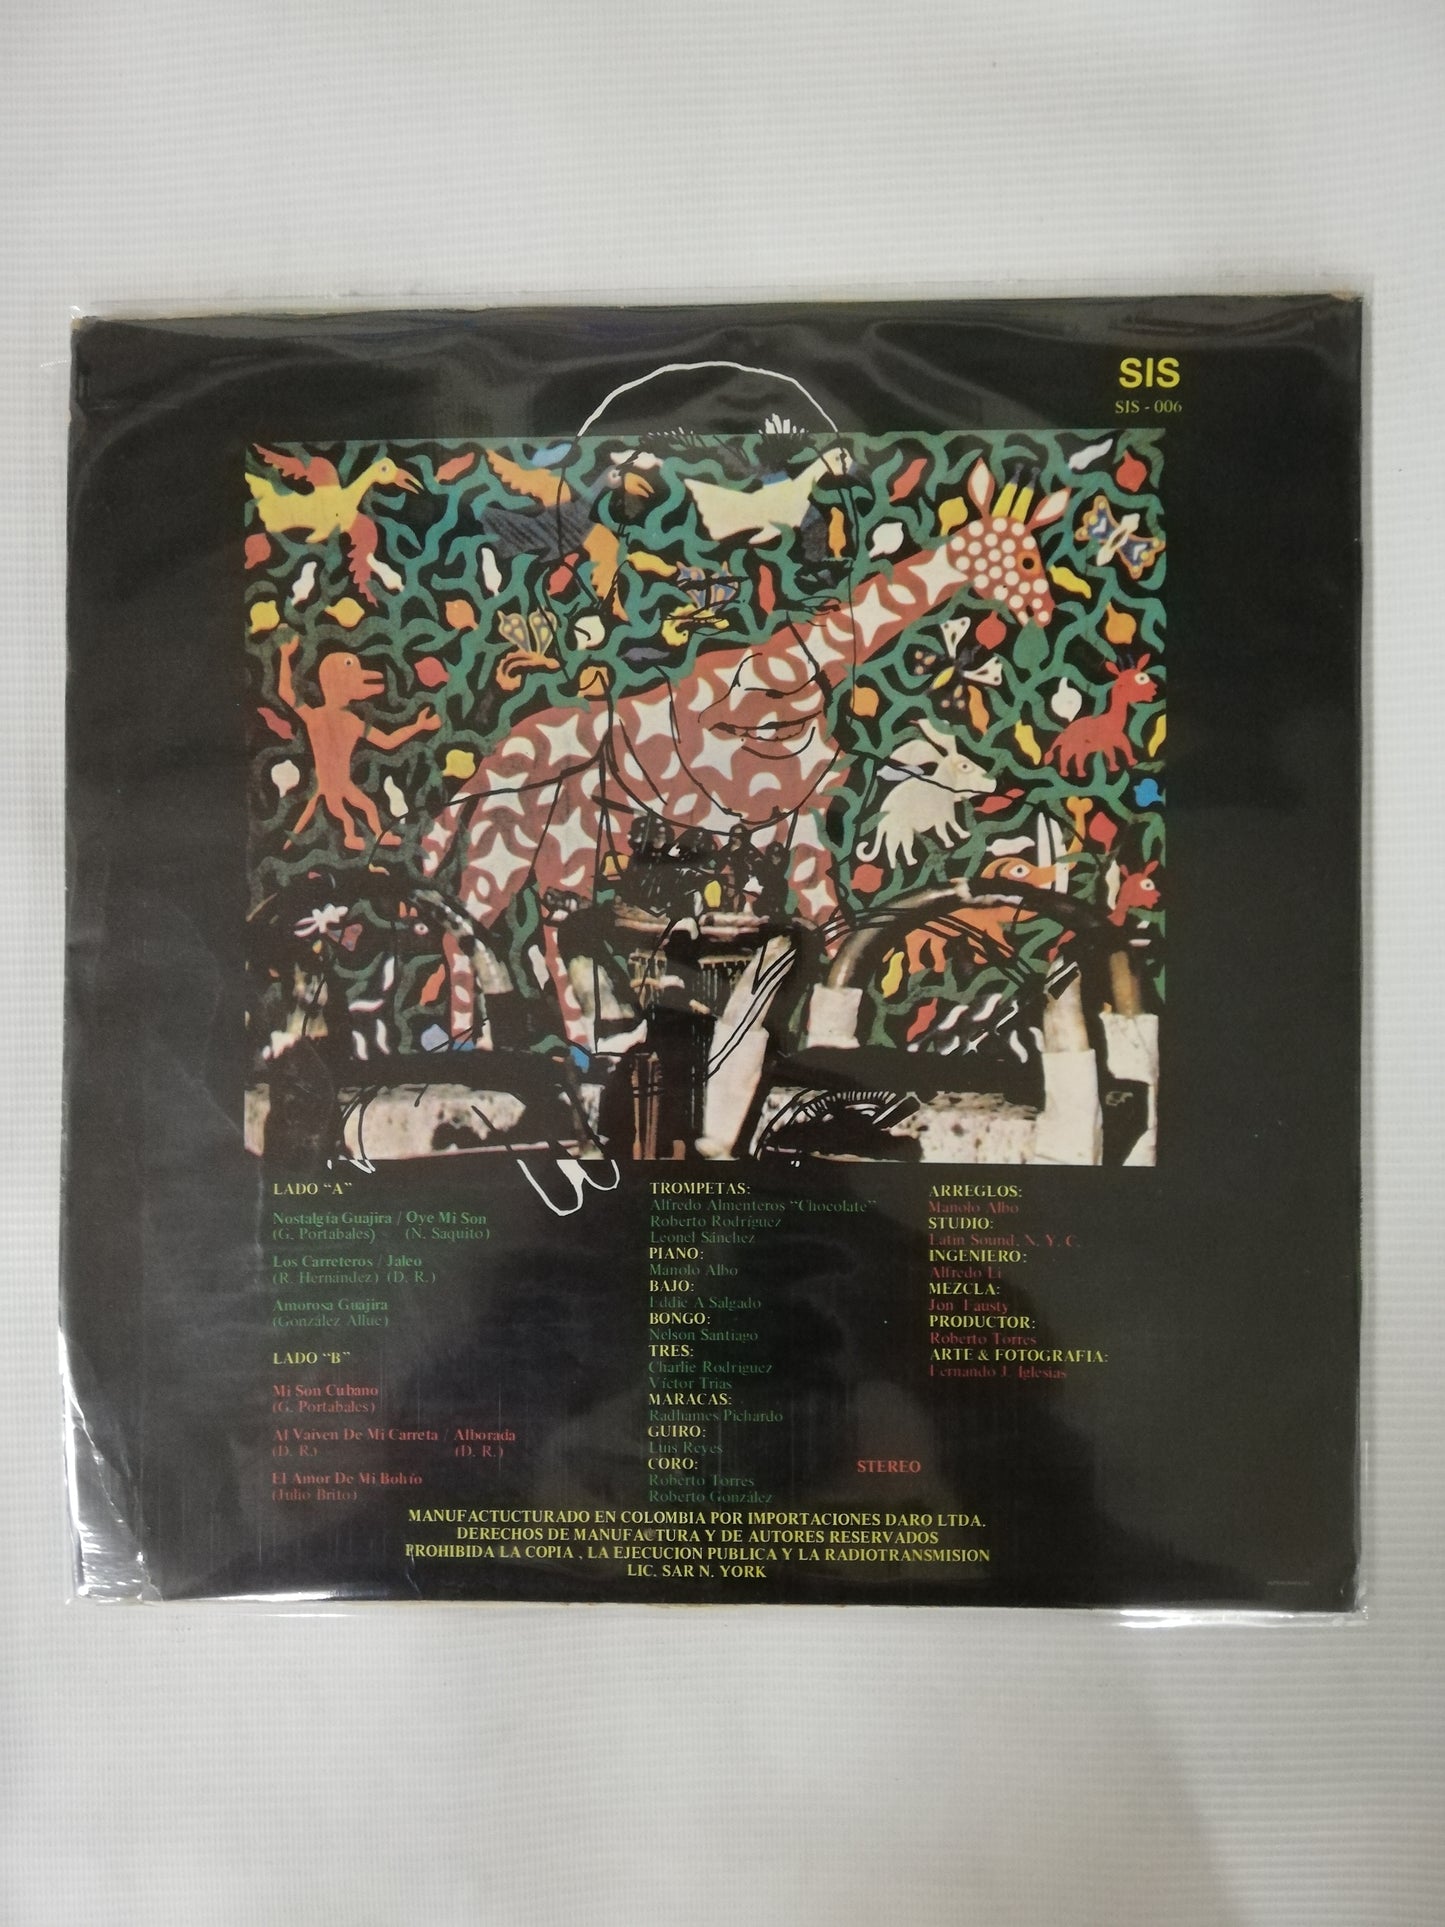 SIS
SIS - 006
LADO "A"
Nostalgía Guajira / Oye Mi Son
(G. Portabales) (N. Saquito)
Los Carreteros / Jaleo
(R. Hernández) (D. R.)
Amorosa Guajira
(González Allue)
LADO "B"
Mi Son Cubano
(G. Portabales)
Al Vaiven De Mi Carreta / Alborada
(D. R.) (D. R.)
El Amor De Mi Bohío
(Julio Brito)
TROMPETAS:
Alfredo Almenteros "Chocolate"
Roberto Rodríguez
Leonel Sánchez
PIANO:
Manolo Albo
BAJO:
Eddie A Salgado
BONGO:
Nelson Santiago
TRES:
Charlie Rodríguez
Víctor Trias
MARACAS:
Radhames Pichardo
GUIRO:
Luis Reyes
CORO:
Roberto Torres
Roberto González
ARREGLOS:
Manolo Albo
STUDIO:
Latin Sound, N. Y. C.
INGENIERO:
Alfredo Li
MEZCLA:
Jon Fausty
PRODUCTOR:
Roberto Torres
ARTE & FOTOGRAFIA:
Fernando J. Iglesias
STEREO
MANUFACTUCTURADO EN COLOMBIA POR IMPORTACIONES DARO LTDA.
DERECHOS DE MANUFACTURA Y DE AUTORES RESERVADOS
PROHIBIDA LA COPIA , LA EJECUCION PUBLICA Y LA RADIOTRANSMISION
LIC. SAR N. YORK